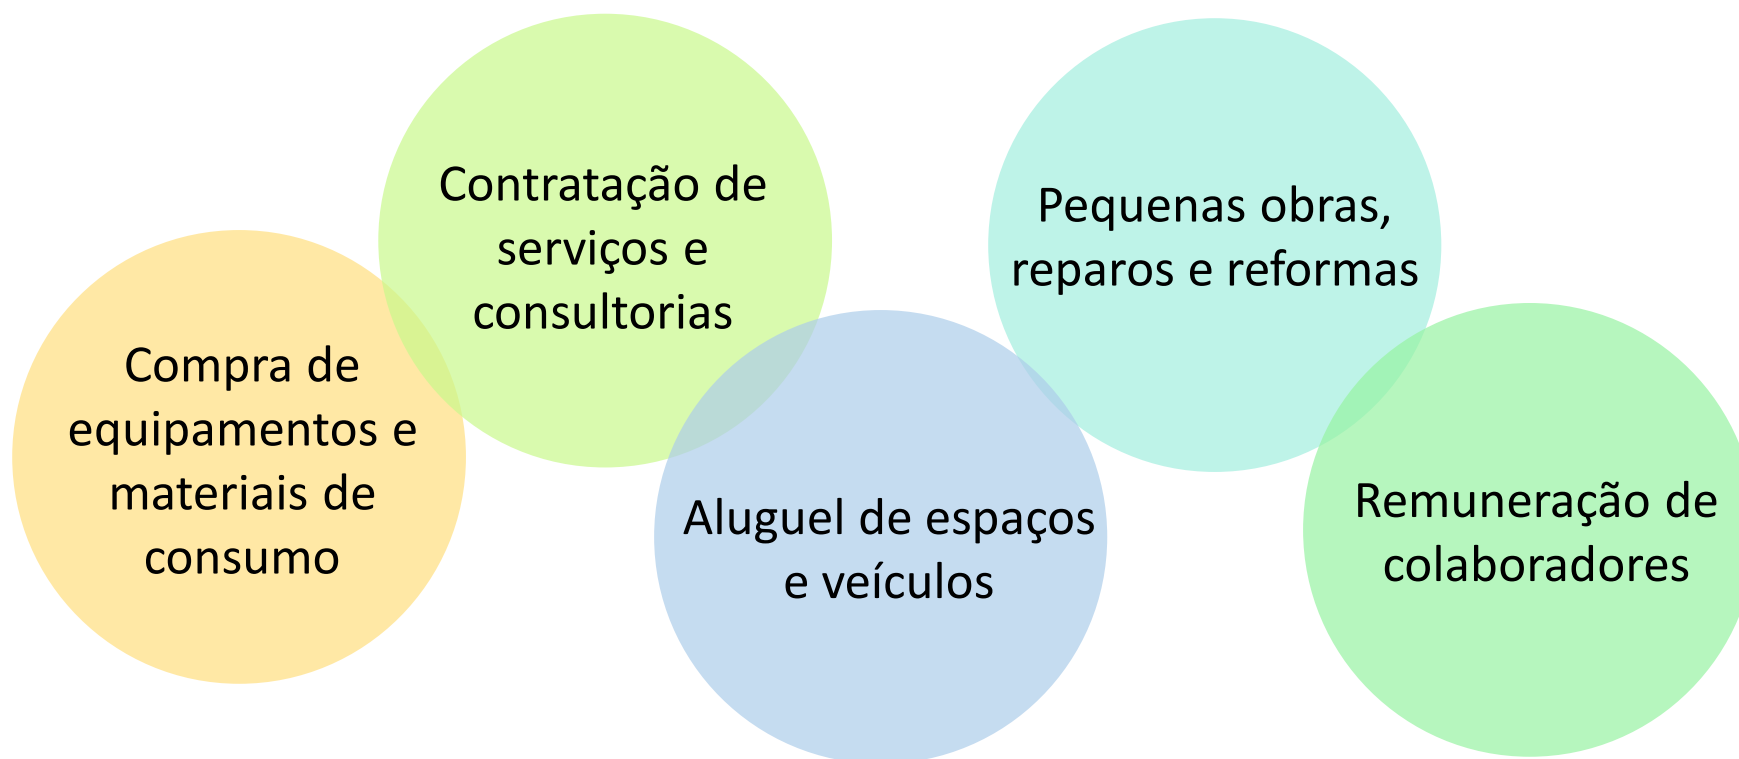 Compra de
equipamentos e
materiais de
consumo
Contratação de
serviços e
consultorias
Aluguel de espaços
e veículos
Pequenas obras,
reparos e reformas
Remuneração de
colaboradores